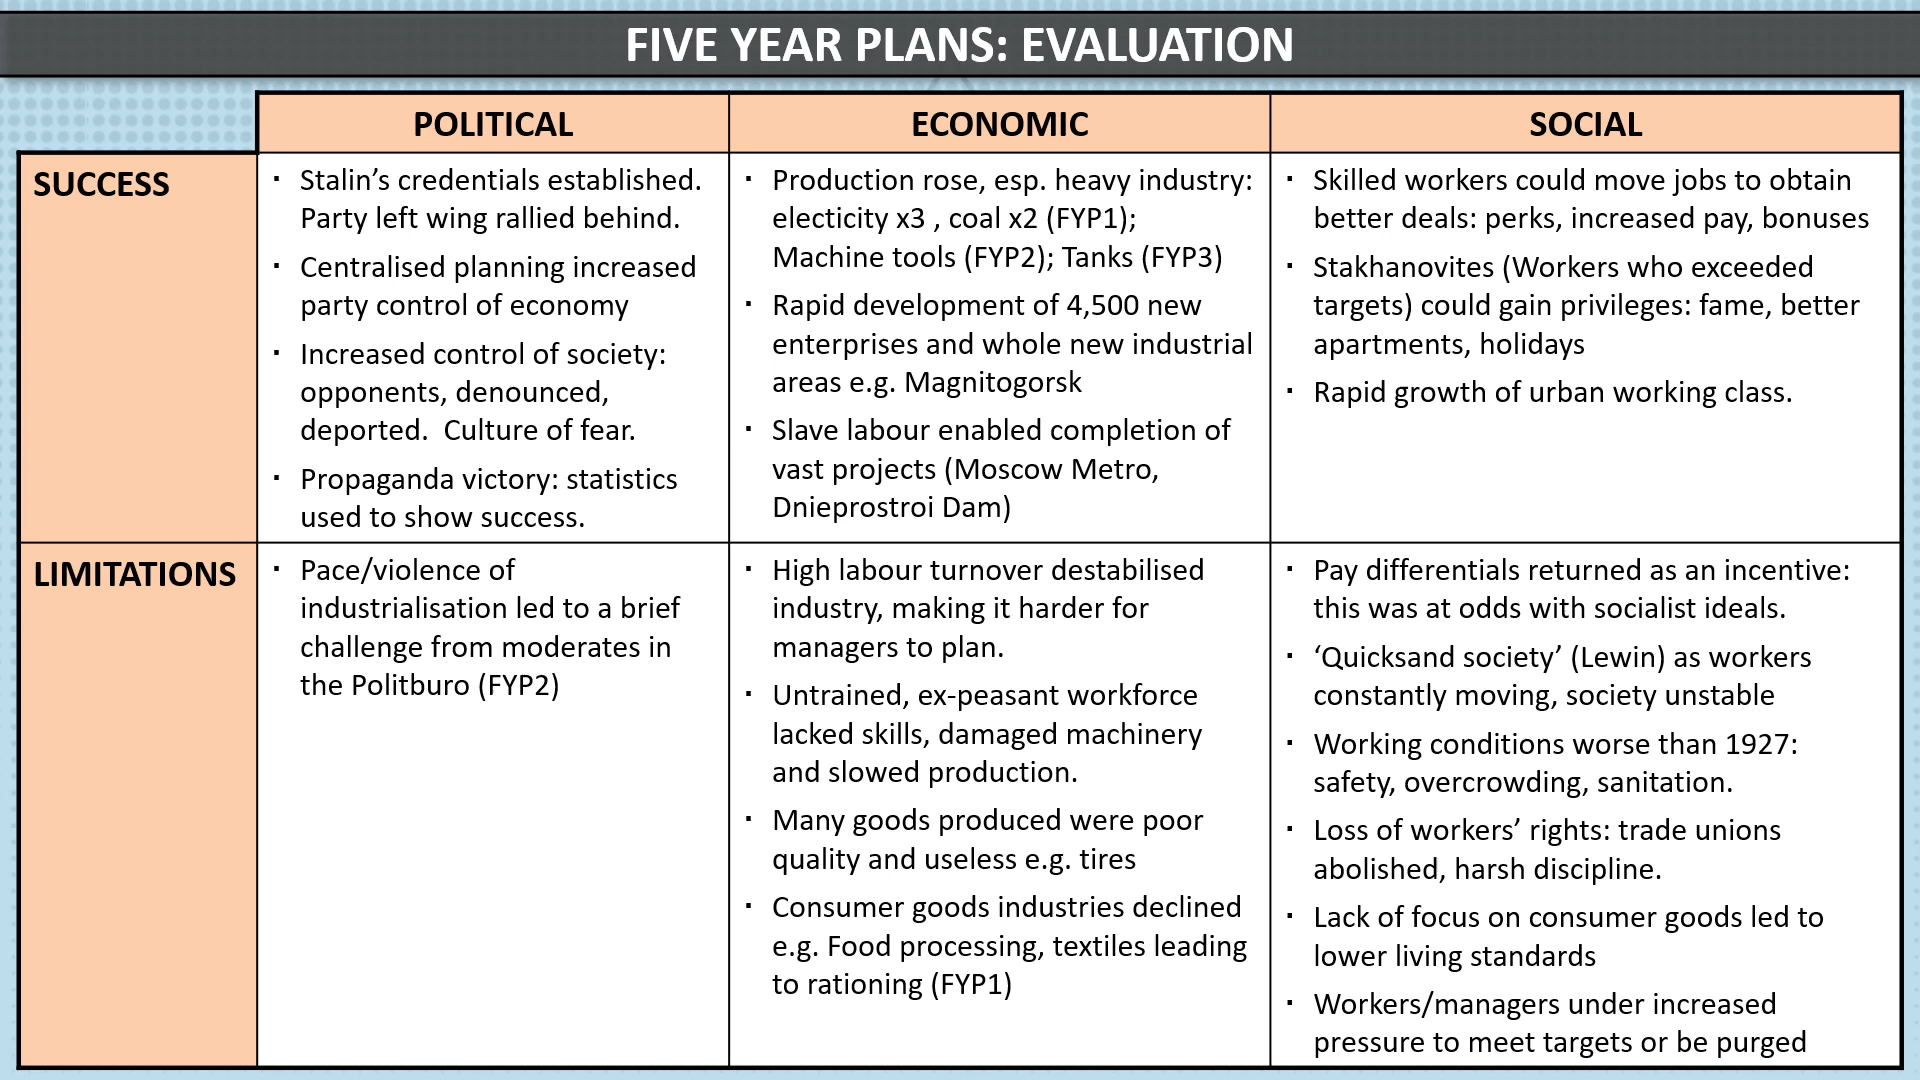 FIVE YEAR PLANS: EVALUATION
POLITICAL
ECONOMIC
SOCIAL
SUCCESS
▪ Stalin’s credentials established.
Party left wing rallied behind.
▪ Centralised planning increased
party control of economy
▪ Increased control of society:
opponents, denounced,
deported.  Culture of fear.
▪ Propaganda victory: statistics
used to show success.
▪ Production rose, esp. heavy industry:
electicity x3 , coal x2 (FYP1);
Machine tools (FYP2); Tanks (FYP3)
▪ Rapid development of 4,500 new
enterprises and whole new industrial
areas e.g. Magnitogorsk
▪ Slave labour enabled completion of
vast projects (Moscow Metro,
Dnieprostroi Dam)
▪ Skilled workers could move jobs to obtain
better deals: perks, increased pay, bonuses
▪ Stakhanovites (Workers who exceeded
targets) could gain privileges: fame, better
apartments, holidays
▪ Rapid growth of urban working class.
LIMITATIONS
▪ Pace/violence of
industrialisation led to a brief
challenge from moderates in
the Politburo (FYP2)
▪ High labour turnover destabilised
industry, making it harder for
managers to plan.
▪ Untrained, ex-peasant workforce
lacked skills, damaged machinery
and slowed production.
▪ Many goods produced were poor
quality and useless e.g. tires
▪ Consumer goods industries declined
e.g. Food processing, textiles leading
to rationing (FYP1)
▪ Pay differentials returned as an incentive:
this was at odds with socialist ideals.
▪ ‘Quicksand society’ (Lewin) as workers
constantly moving, society unstable
▪ Working conditions worse than 1927:
safety, overcrowding, sanitation.
▪ Loss of workers’ rights: trade unions
abolished, harsh discipline.
▪ Lack of focus on consumer goods led to
lower living standards
▪ Workers/managers under increased
pressure to meet targets or be purged